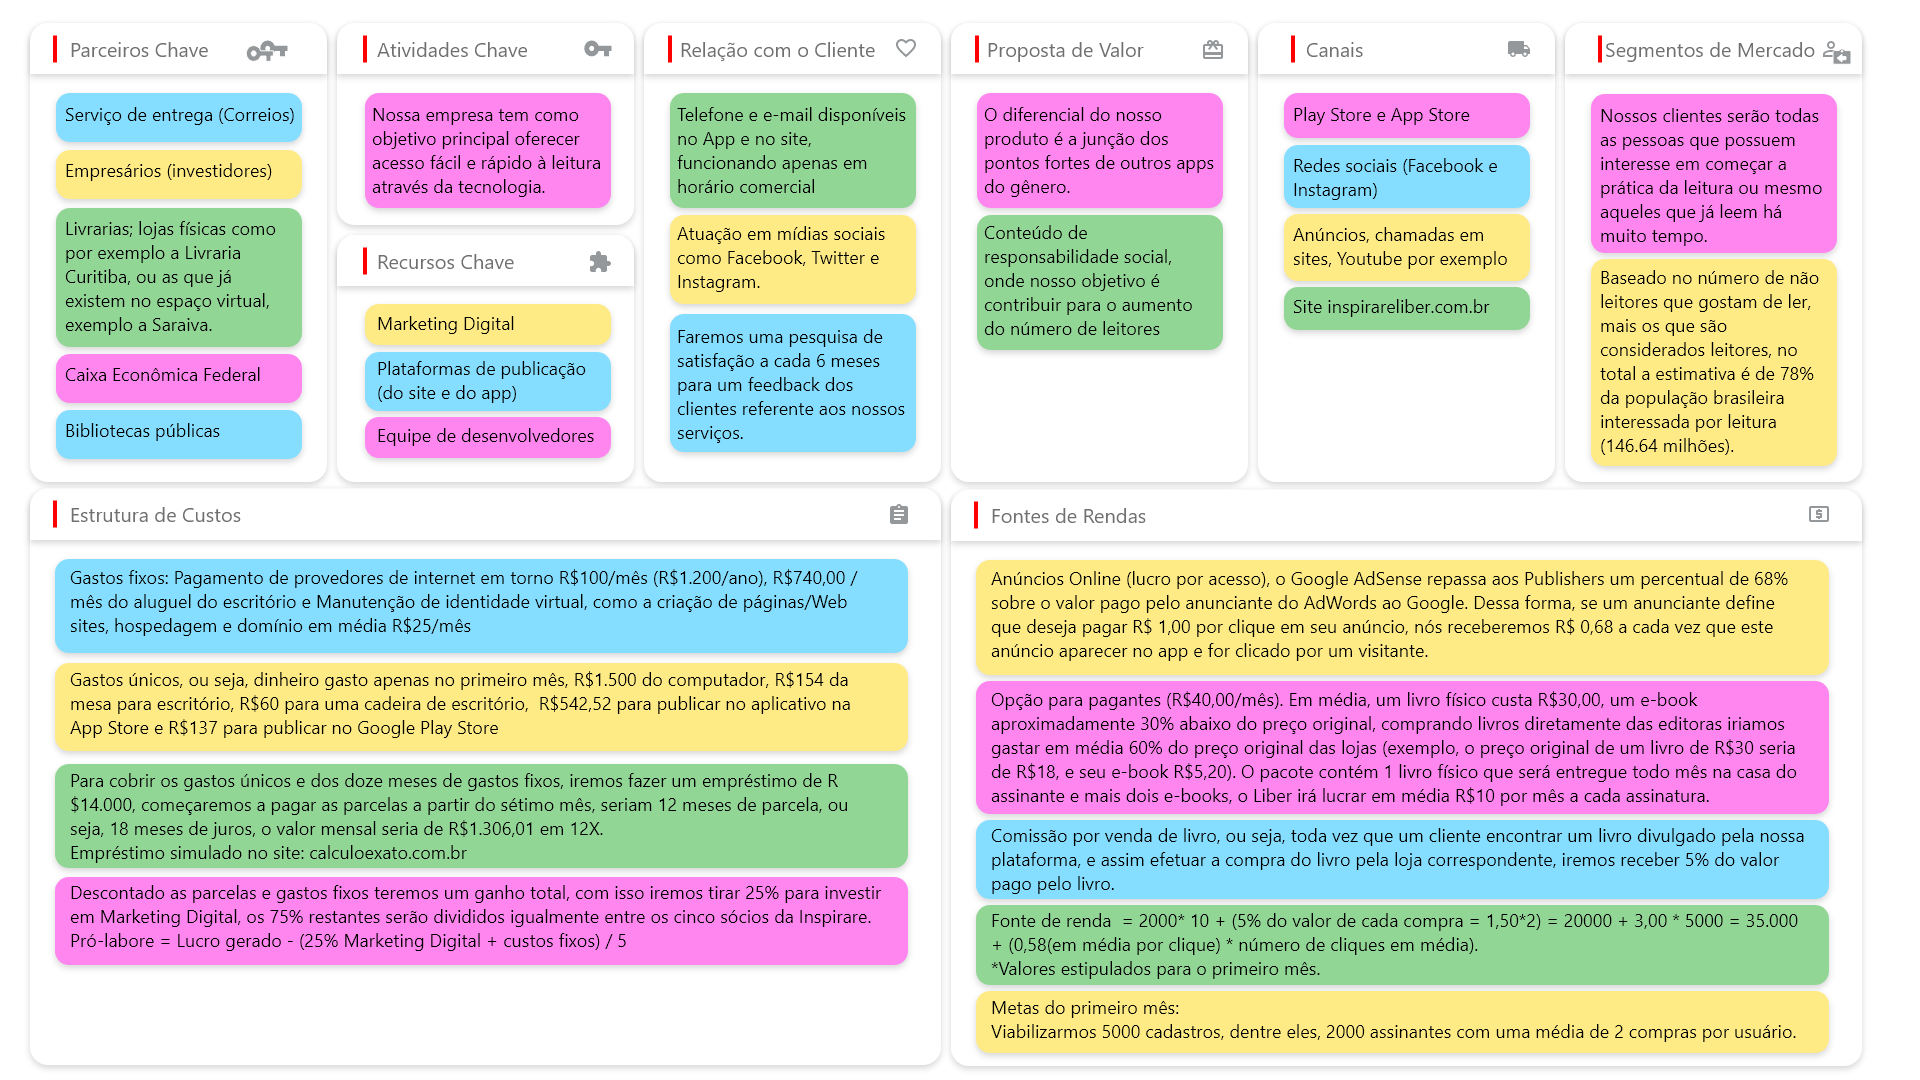 Parceiros Chave
Serviço de entrega (Correios)
Empresários (investidores)
Livrarias; lojas físicas como
por exemplo a Livraria
Curitiba, ou as que já
existem no espaço virtual,
exemplo a Saraiva.
Caixa Econômica Federal
Bibliotecas públicas
Atividades Chave
Nossa empresa tem como
objetivo principal oferecer
acesso fácil e rápido à leitura
através da tecnologia.
Recursos Chave
Marketing Digital
Plataformas de publicação
(do site e do app)
Equipe de desenvolvedores
Relação com o Cliente
Telefone e e-mail disponíveis
no App e no site,
funcionando apenas em
horário comercial
Atuação em mídias sociais
como Facebook, Twitter e
Instagram.
Faremos uma pesquisa de
satisfação a cada 6 meses
para um feedback dos
clientes referente aos nossos
serviços.
Proposta de Valor
O diferencial do nosso
produto é a junção dos
pontos fortes de outros apps
do gênero.
Conteúdo de
responsabilidade social,
onde nosso objetivo é
contribuir para o aumento
do número de leitores
Canais
Play Store e App Store
Redes sociais (Facebook e
Instagram)
Anúncios, chamadas em
sites, Youtube por exemplo
Site inspirareliber.com.br
Segmentos de Mercado
Nossos clientes serão todas
as pessoas que possuem
interesse em começar a
prática da leitura ou mesmo
aqueles que já leem há
muito tempo.
Baseado no número de não
leitores que gostam de ler,
mais os que são
considerados leitores, no
total a estimativa é de 78%
da população brasileira
interessada por leitura
(146.64 milhões).
Estrutura de Custos
Gastos fixos: Pagamento de provedores de internet em torno R$100/mês (R$1.200/ano), R$740,00 /
mês do aluguel do escritório e Manutenção de identidade virtual, como a criação de páginas/Web
sites, hospedagem e domínio em média R$25/mês
Gastos únicos, ou seja, dinheiro gasto apenas no primeiro mês, R$1.500 do computador, R$154 da
mesa para escritório, R$60 para uma cadeira de escritório,  R$542,52 para publicar no aplicativo na
App Store e R$137 para publicar no Google Play Store
Para cobrir os gastos únicos e dos doze meses de gastos fixos, iremos fazer um empréstimo de R
$14.000, começaremos a pagar as parcelas a partir do sétimo mês, seriam 12 meses de parcela, ou
seja, 18 meses de juros, o valor mensal seria de R$1.306,01 em 12X.
Empréstimo simulado no site: calculoexato.com.br
Descontado as parcelas e gastos fixos teremos um ganho total, com isso iremos tirar 25% para investir
em Marketing Digital, os 75% restantes serão divididos igualmente entre os cinco sócios da Inspirare.
Pró-labore = Lucro gerado - (25% Marketing Digital + custos fixos) / 5
Fontes de Rendas
Anúncios Online (lucro por acesso), o Google AdSense repassa aos Publishers um percentual de 68%
sobre o valor pago pelo anunciante do AdWords ao Google. Dessa forma, se um anunciante define
que deseja pagar R$ 1,00 por clique em seu anúncio, nós receberemos R$ 0,68 a cada vez que este
anúncio aparecer no app e for clicado por um visitante.
Opção para pagantes (R$40,00/mês). Em média, um livro físico custa R$30,00, um e-book
aproximadamente 30% abaixo do preço original, comprando livros diretamente das editoras iriamos
gastar em média 60% do preço original das lojas (exemplo, o preço original de um livro de R$30 seria
de R$18, e seu e-book R$5,20). O pacote contém 1 livro físico que será entregue todo mês na casa do
assinante e mais dois e-books, o Liber irá lucrar em média R$10 por mês a cada assinatura.
Comissão por venda de livro, ou seja, toda vez que um cliente encontrar um livro divulgado pela nossa
plataforma, e assim efetuar a compra do livro pela loja correspondente, iremos receber 5% do valor
pago pelo livro.
Fonte de renda  = 2000* 10 + (5% do valor de cada compra = 1,50*2) = 20000 + 3,00 * 5000 = 35.000
+ (0,58(em média por clique) * número de cliques em média).
*Valores estipulados para o primeiro mês.
Metas do primeiro mês:
Viabilizarmos 5000 cadastros, dentre eles, 2000 assinantes com uma média de 2 compras por usuário.